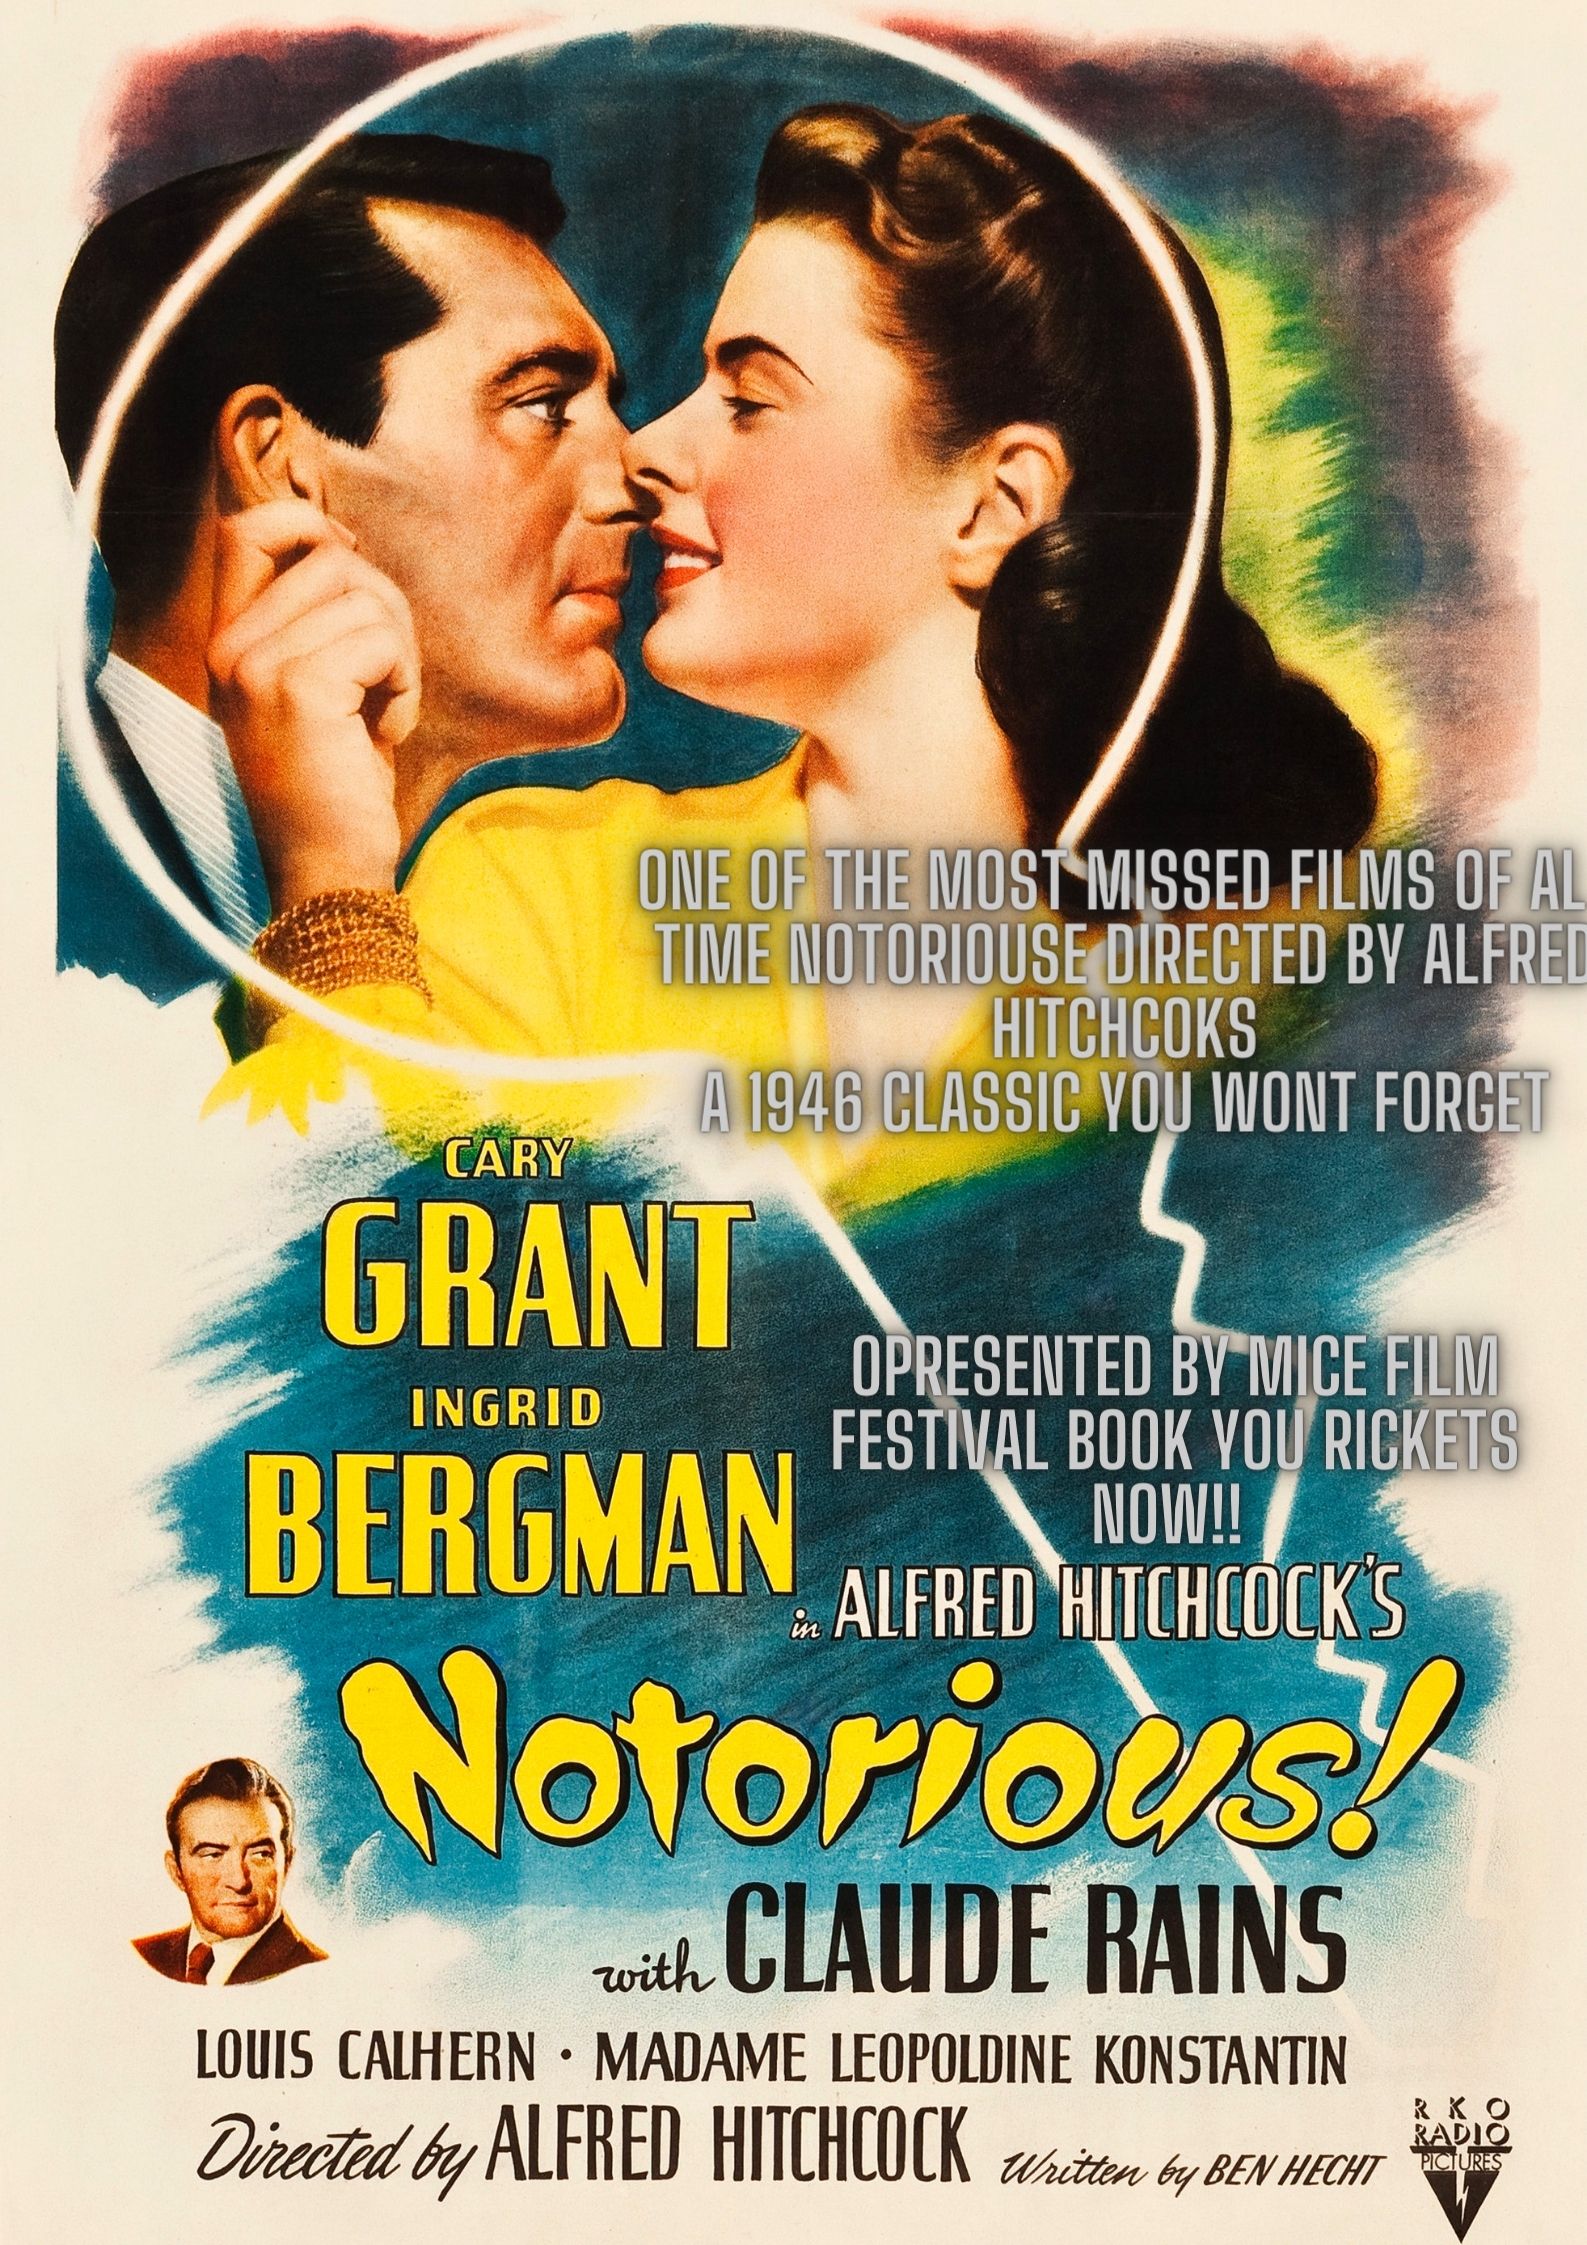 ONE OF THE MOST MISSED FILMS OF AL
TIME NOTORIOUSE DIRECTED BY ALFRED
HITCHCOKS
A 1946 CLASSIC YOU WONT FORGET
CARY
GRANT
INGRID
BERGMAN
OPRESENTED BY MICE FILM
FESTIVAL BOOK YOU RICKETS
NOW!!
in ALFRED HITCHCOCK'S
Notorious!
with CLAUDE RAINS
LOUIS CALHERN · MADAME LEOPOLDINE KONSTANTIN
Directed by ALFRED HITCHCOCK Written by BEN HECHT
R K O
RADIO
PICTURES